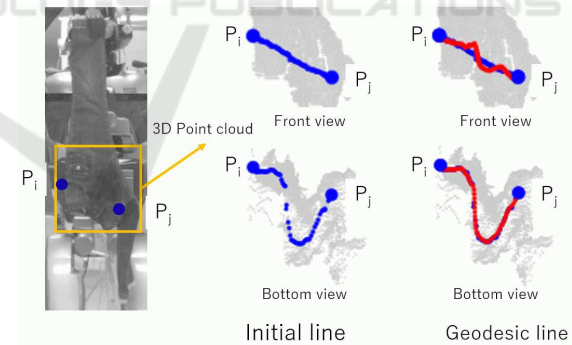 Pi
Pj
3D Point cloud
Pi
Pj
Front view
Pi
Pj
Front view
Pi
Pj
Bottom view
Pi
Pj
Bottom view
Initial line
Geodesic line